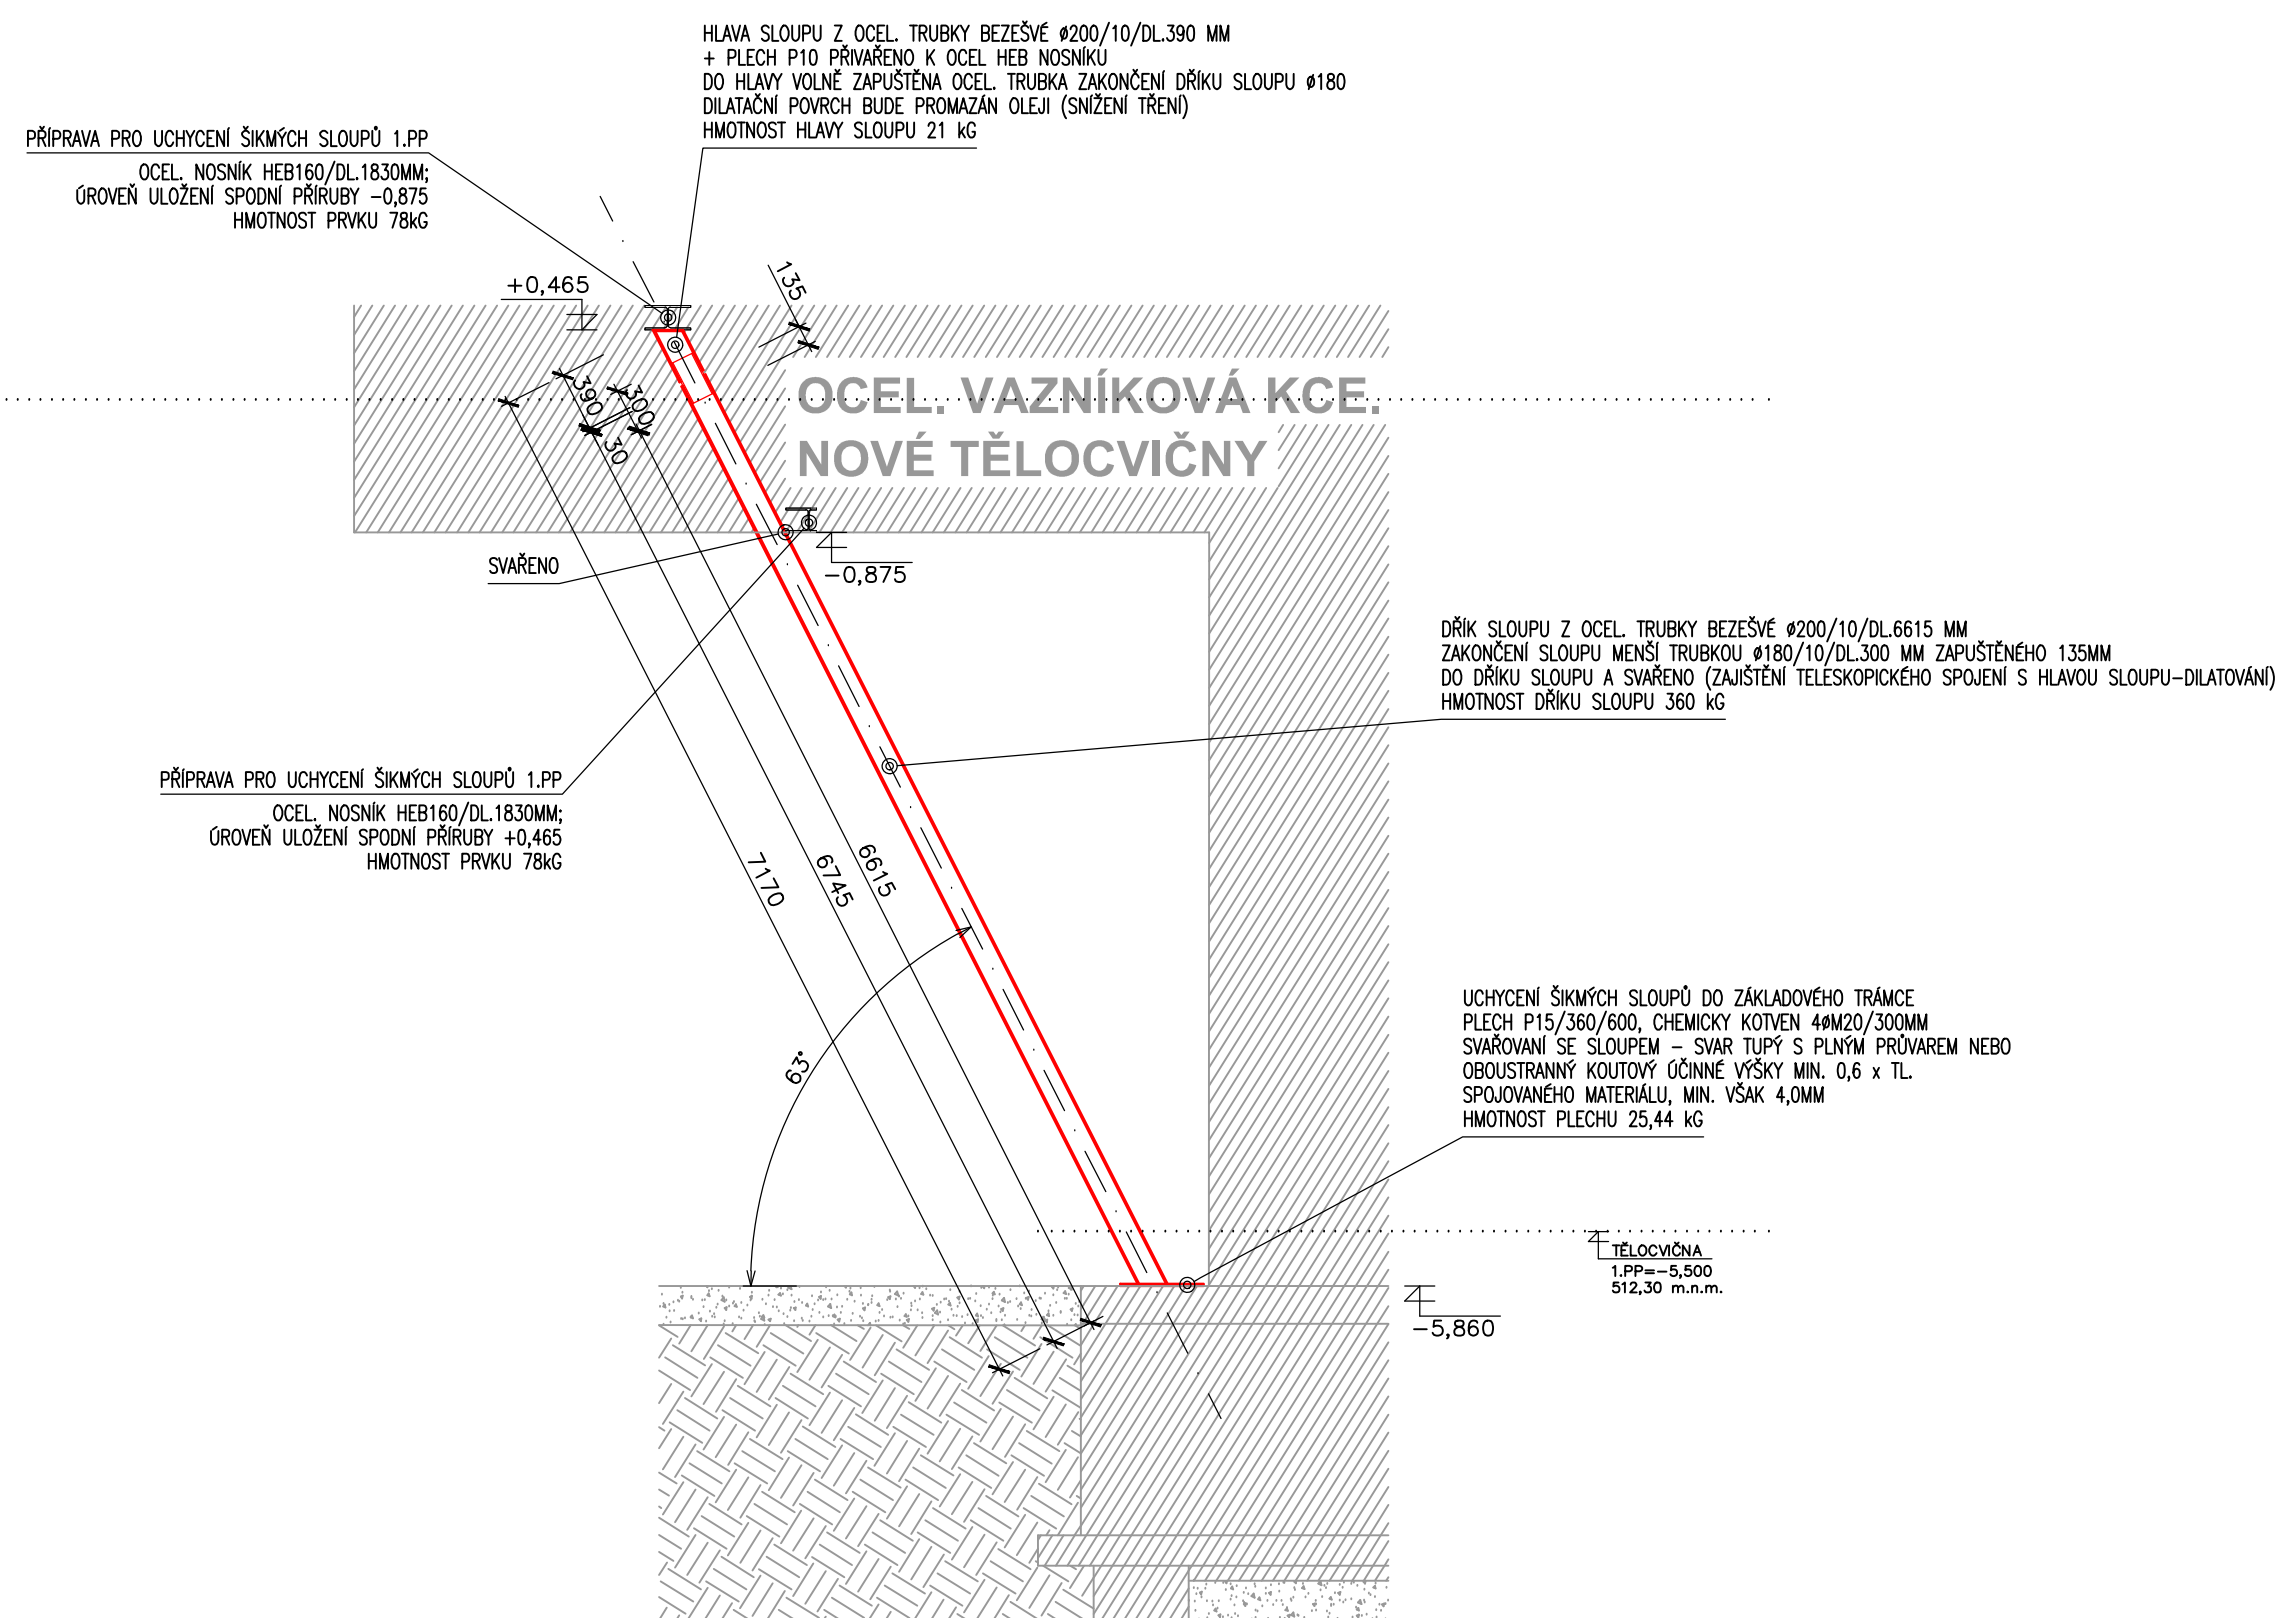 HLAVA SLOUPU Z OCEL. TRUBKY BEZEŠVÉ ø200/10/DL.390 MM
+ PLECH P10 PŘIVAŘENO K OCEL HEB NOSNÍKU
DO HLAVY VOLNĚ ZAPUŠTĚNA OCEL. TRUBKA ZAKONČENÍ DŘÍKU SLOUPU ø180
DILATAČNÍ POVRCH BUDE PROMAZÁN OLEJI (SNÍŽENÍ TŘENÍ)
HMOTNOST HLAVY SLOUPU 21 kG
PŘÍPRAVA PRO UCHYCENÍ ŠIKMÝCH SLOUPŮ 1.PP
OCEL. NOSNÍK HEB160/DL.1830MM;
ÚROVEŇ ULOŽENÍ SPODNÍ PŘÍRUBY -0,875
HMOTNOST PRVKU 78kG
+0,465
135
390
300
30
OCEL. VAZNÍKOVÁ KCE.
NOVÉ TĚLOCVIČNY
SVAŘENO
-0,875
DŘÍK SLOUPU Z OCEL. TRUBKY BEZEŠVÉ ø200/10/DL.6615 MM
ZAKONČENÍ SLOUPU MENŠÍ TRUBKOU ø180/10/DL.300 MM ZAPUŠTĚNÉHO 135MM
DO DŘÍKU SLOUPU A SVAŘENO (ZAJIŠTĚNÍ TELESKOPICKÉHO SPOJENÍ S HLAVOU SLOUPU-DILATOVÁNÍ)
HMOTNOST DŘÍKU SLOUPU 360 kG
PŘÍPRAVA PRO UCHYCENÍ ŠIKMÝCH SLOUPŮ 1.PP
OCEL. NOSNÍK HEB160/DL.1830MM;
ÚROVEŇ ULOŽENÍ SPODNÍ PŘÍRUBY +0,465
HMOTNOST PRVKU 78kG
7170
6745
6615
63°
UCHYCENÍ ŠIKMÝCH SLOUPŮ DO ZÁKLADOVÉHO TRÁMCE
PLECH P15/360/600, CHEMICKY KOTVEN 4øM20/300MM
SVAŘOVANÍ SE SLOUPEM - SVAR TUPÝ S PLNÝM PRŮVAREM NEBO
OBOUSTRANNÝ KOUTOVÝ ÚČINNÉ VÝŠKY MIN. 0,6 x TL.
SPOJOVANÉHO MATERIÁLU, MIN. VŠAK 4,0MM
HMOTNOST PLECHU 25,44 kG
TĚLOCVIČNA
1.PP=-5,500
512,30 m.n.m.
-5,860